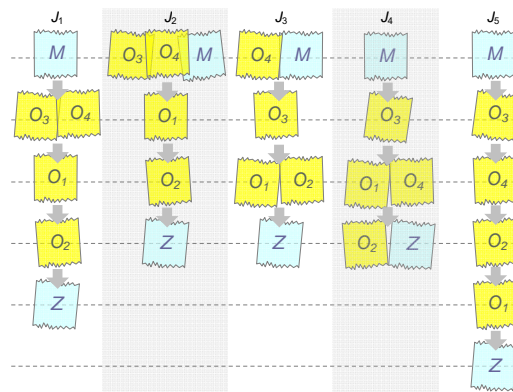 J₁ J₂ J₃ J₄ J₅
M O₃ O₄ M O₄ M M M
O₃ O₄ O₁ O₃ O₃ O₃
O₁ O₂ O₁ O₂ O₁ O₄ O₄
O₂ Z Z O₂ Z O₂
Z O₁
Z